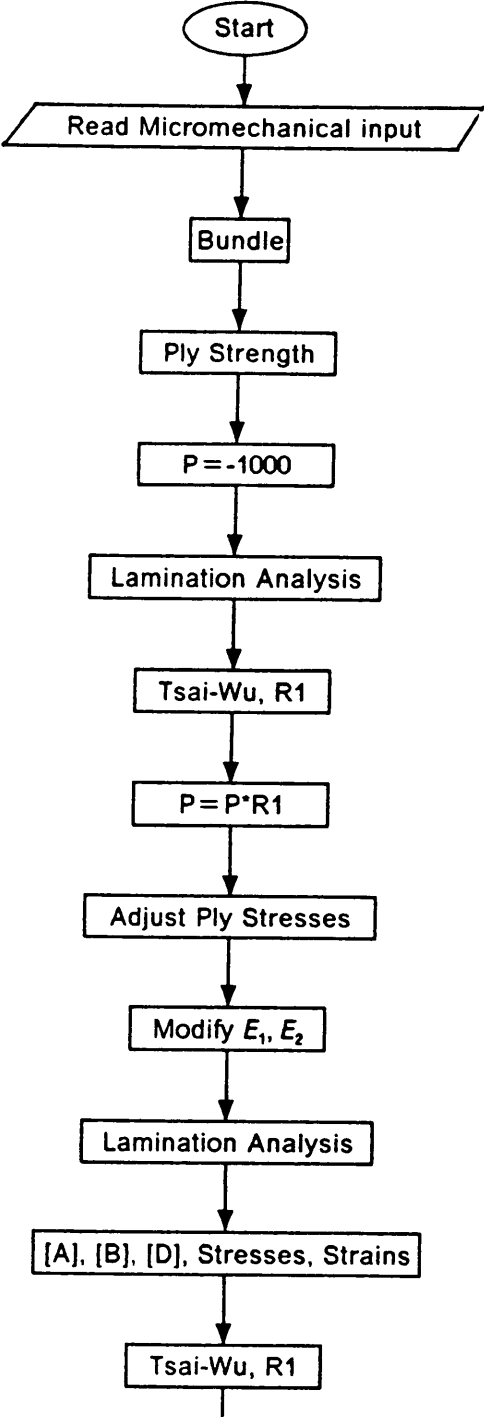 Start
Read Micromechanical input
Bundle
Ply Strength
P = -1000
Lamination Analysis
Tsai-Wu, R1
P = P*R1
Adjust Ply Stresses
Modify E₁, E₂
Lamination Analysis
[A], [B], [D], Stresses, Strains
Tsai-Wu, R1